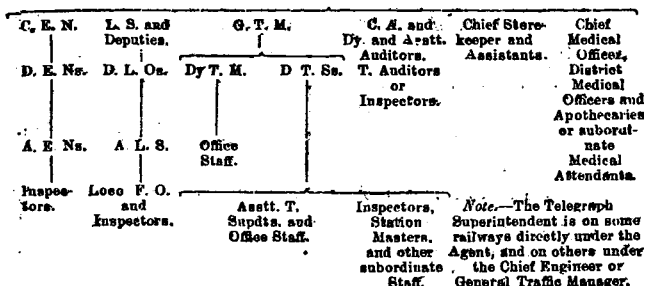 C. E. N. L. S. and G. T. M. C. A. and Chief Store- Chief
Deputies. Dy. and Asstt. keeper and Medical
Auditors. Assistants. Officer,
D. E. Ns. D. L. Os. Dy T. M. D T. Ss. T. Auditors District
or Medical
Inspectors. Officers and
Apothecaries
A. E Ns. A L. S. Office or subordi-
Staff. nate
Medical
Attendants.
Inspec- Loco F. O.
tors. and Asstt. T. Inspectors, Note.—The Telegraph
Inspectors. Supdts. and Station Superintendent is on some
Office Staff. Masters, railways directly under the
and other Agent, and on others under
subordinate the Chief Engineer or
Staff. General Traffic Manager.